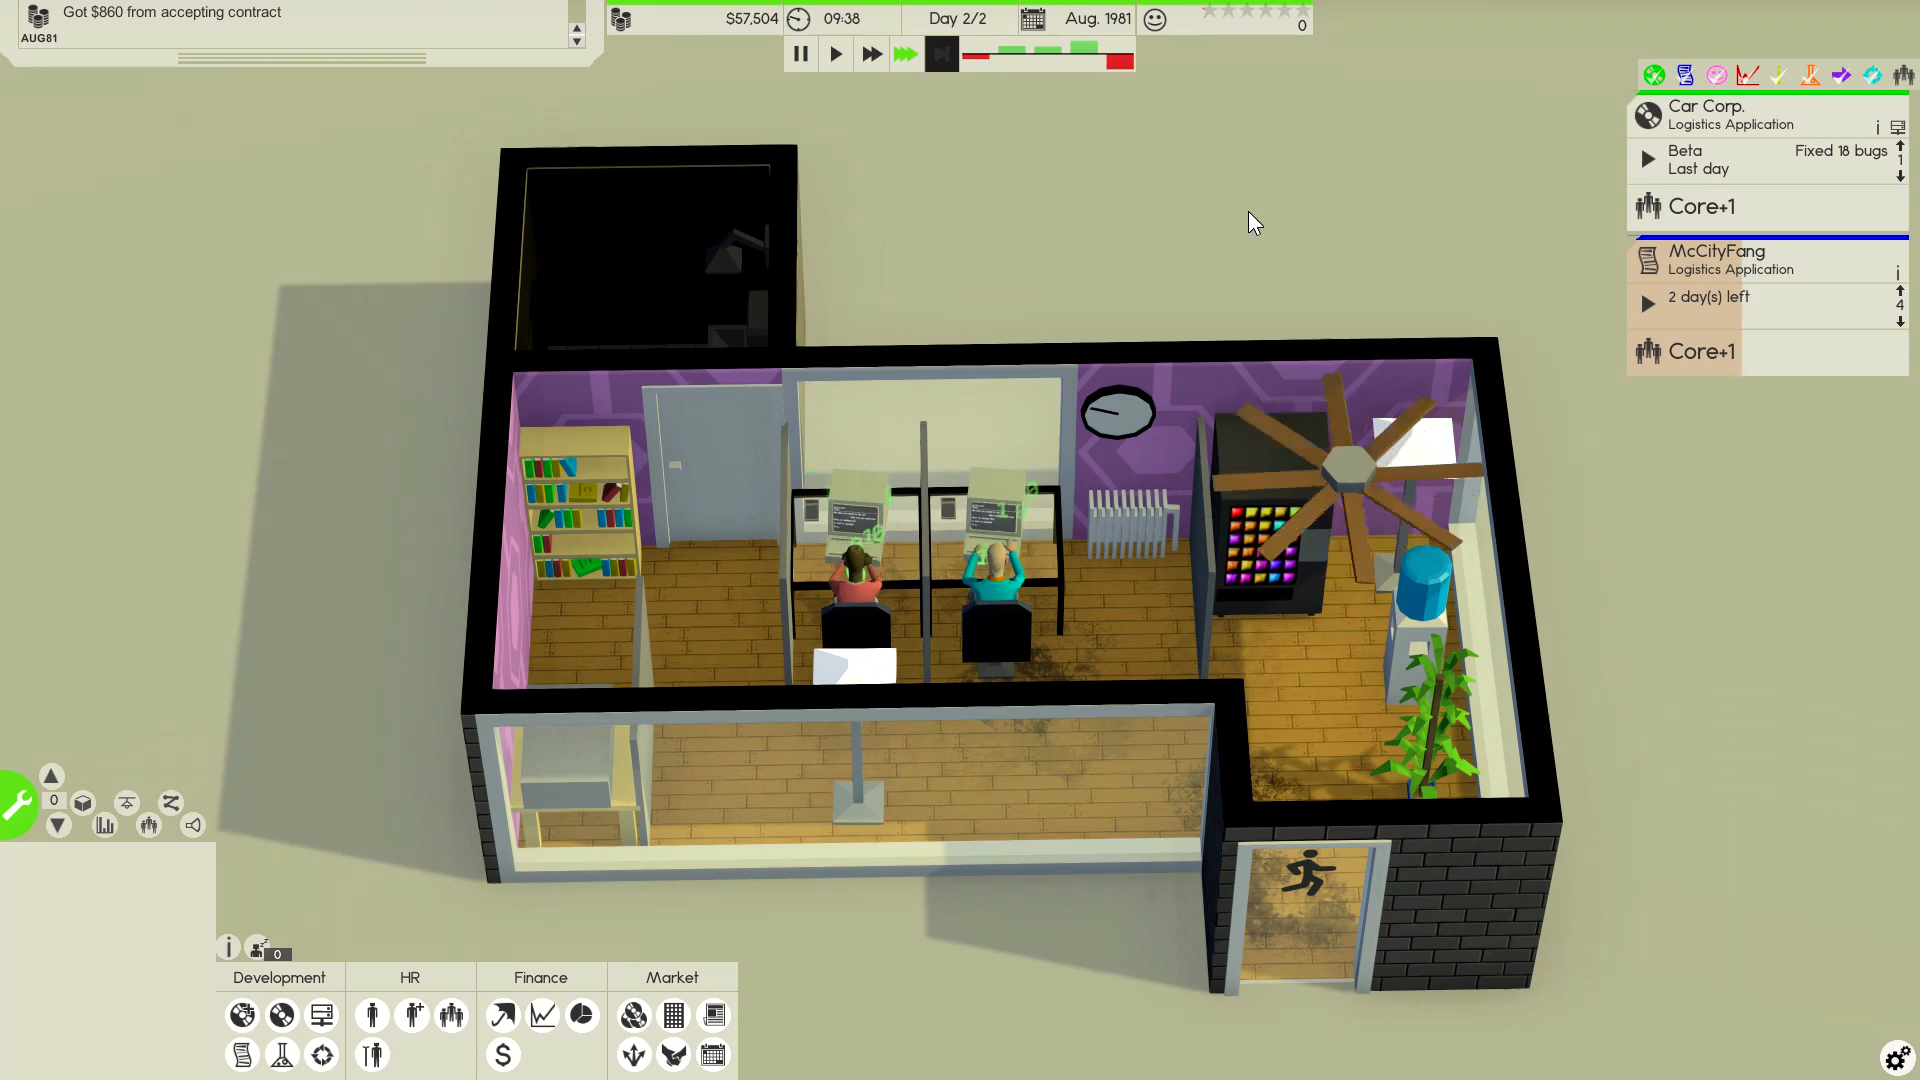 Got $860 from accepting contract
AUG81
$57,504
09:38
Day 2/2
Aug. 1981
0
Car Corp.
Logistics Application
i
Beta
Fixed 18 bugs
Last day
1
Core+1
McCityFang
Logistics Application
i
2 day(s) left
4
Core+1
0
i
0
Development
HR
Finance
Market